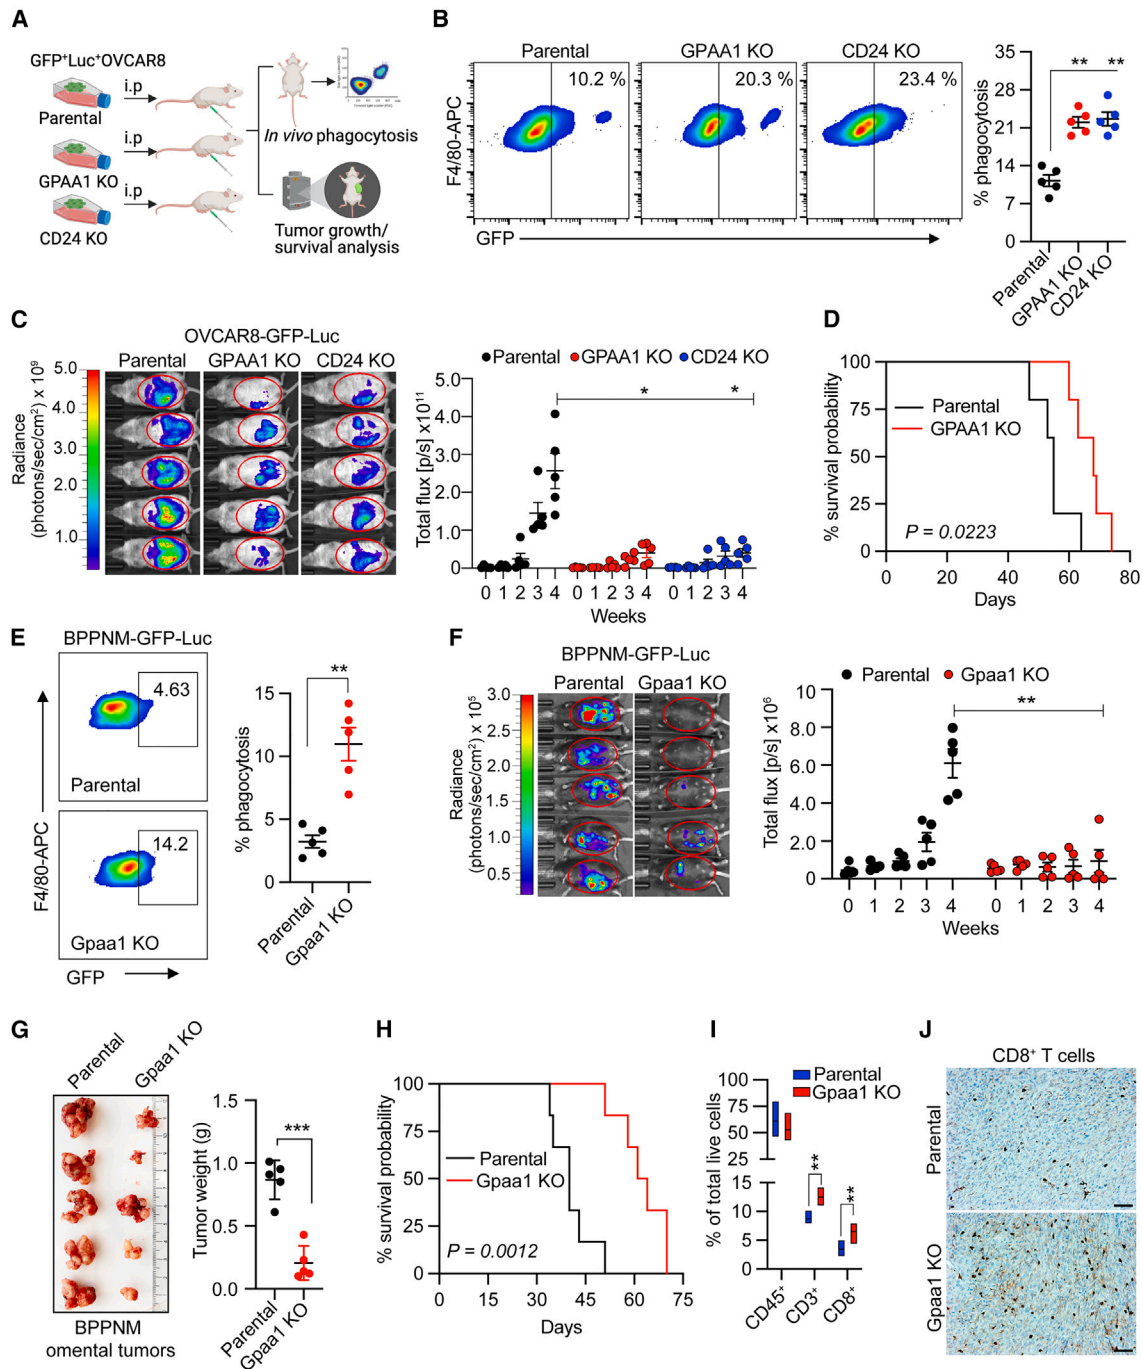 A
GFP⁺Luc⁺OVCAR8
i.p
Parental
i.p
GPAA1 KO
i.p
CD24 KO
In vivo phagocytosis
Tumor growth/
survival analysis
B
Parental
GPAA1 KO
CD24 KO
10.2 %
20.3 %
23.4 %
F4/80-APC
GFP
% phagocytosis
35
28
21
14
7
0
**
**
Parental
GPAA1 KO
CD24 KO
C
OVCAR8-GFP-Luc
Parental
GPAA1 KO
CD24 KO
Radiance
(photons/sec/cm²) x 10⁹
5.0
4.0
3.0
2.0
1.0
Parental
GPAA1 KO
CD24 KO
Total flux [p/s] x10¹¹
5.0
4.0
3.0
2.0
1.0
0
*
*
0 1 2 3 4 0 1 2 3 4 0 1 2 3 4
Weeks
D
% survival probability
100
75
50
25
0
Parental
GPAA1 KO
P = 0.0223
0 20 40 60 80
Days
E
BPPNM-GFP-Luc
4.63
Parental
14.2
Gpaa1 KO
F4/80-APC
GFP
% phagocytosis
15
10
5
0
**
Parental
Gpaa1 KO
F
BPPNM-GFP-Luc
Parental
Gpaa1 KO
Radiance
(photons/sec/cm²) x 10⁵
3.0
2.5
2.0
1.5
1.0
0.5
Parental
Gpaa1 KO
Total flux [p/s] x10⁶
10
8.0
6.0
4.0
2.0
0
**
0 1 2 3 4 0 1 2 3 4
Weeks
G
Parental
Gpaa1 KO
BPPNM
omental tumors
Tumor weight (g)
1.5
1.0
0.5
0.0
***
Parental
Gpaa1 KO
H
% survival probability
100
75
50
25
0
Parental
Gpaa1 KO
P = 0.0012
0 15 30 45 60 75
Days
I
Parental
Gpaa1 KO
% of total live cells
100
75
50
25
15
10
5
0
**
**
CD45⁺
CD3⁺
CD8⁺
J
CD8⁺ T cells
Parental
Gpaa1 KO